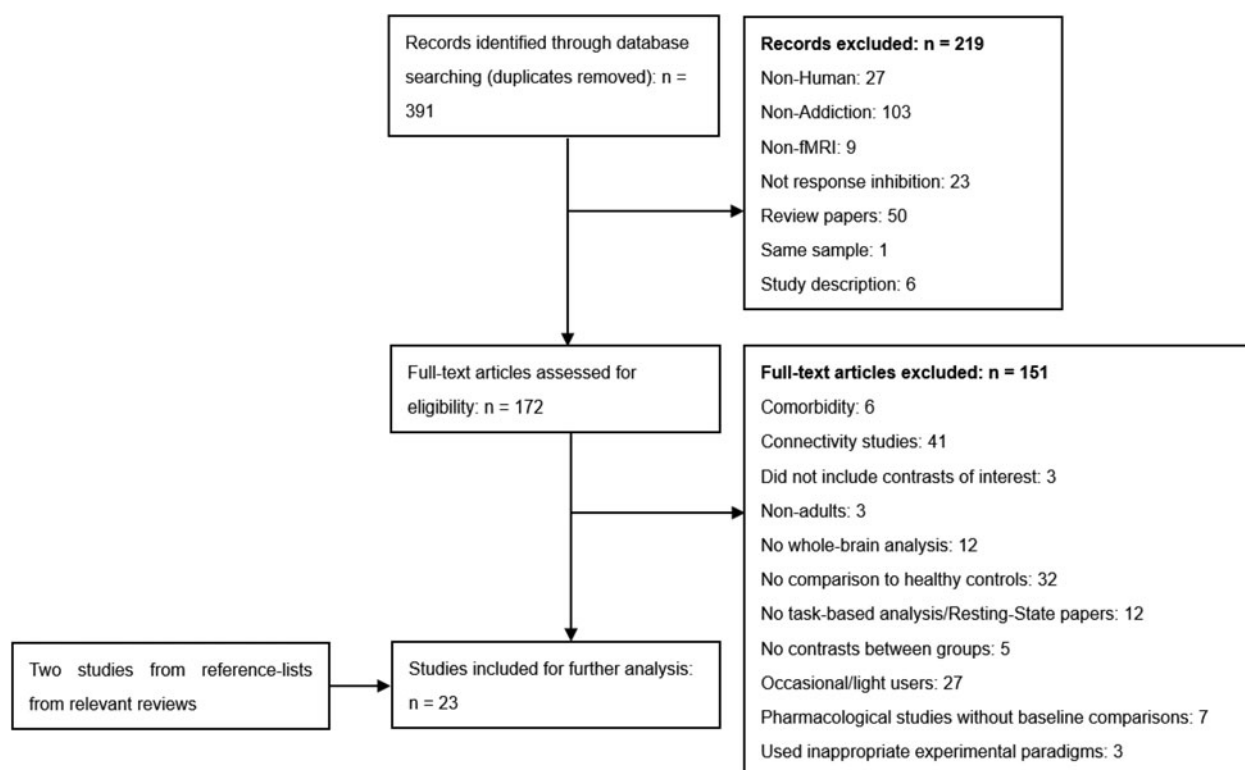 Records identified through database
searching (duplicates removed): n =
391
Records excluded: n = 219
Non-Human: 27
Non-Addiction: 103
Non-fMRI: 9
Not response inhibition: 23
Review papers: 50
Same sample: 1
Study description: 6
Full-text articles assessed for
eligibility: n = 172
Full-text articles excluded: n = 151
Comorbidity: 6
Connectivity studies: 41
Did not include contrasts of interest: 3
Non-adults: 3
No whole-brain analysis: 12
No comparison to healthy controls: 32
No task-based analysis/Resting-State papers: 12
No contrasts between groups: 5
Occasional/light users: 27
Pharmacological studies without baseline comparisons: 7
Used inappropriate experimental paradigms: 3
Two studies from reference-lists
from relevant reviews
Studies included for further analysis:
n = 23